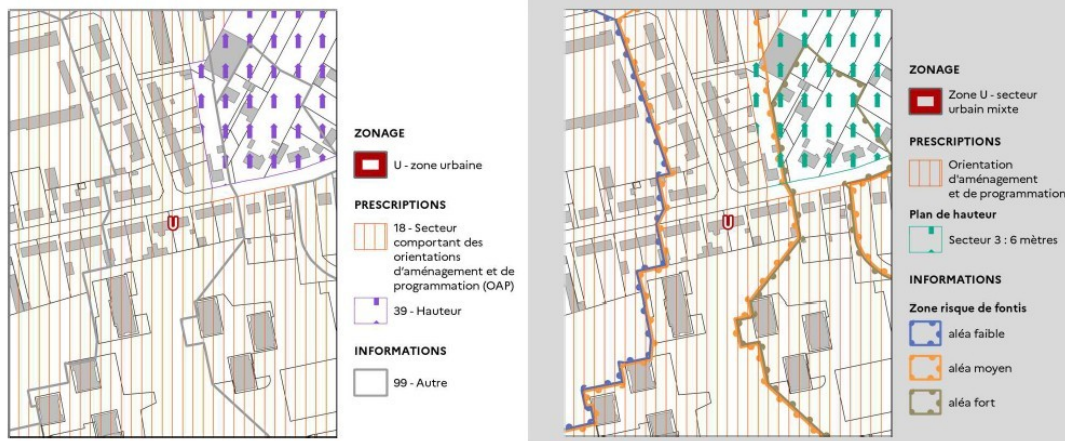 U
ZONAGE
U - zone urbaine
PRESCRIPTIONS
18 - Secteur
comportant des
orientations
d'aménagement et de
programmation (OAP)
39 - Hauteur
INFORMATIONS
99 - Autre
U
ZONAGE
Zone U - secteur
urbain mixte
PRESCRIPTIONS
Orientation
d'aménagement
et de programmation
Plan de hauteur
Secteur 3 : 6 mètres
INFORMATIONS
Zone risque de fontis
aléa faible
aléa moyen
aléa fort